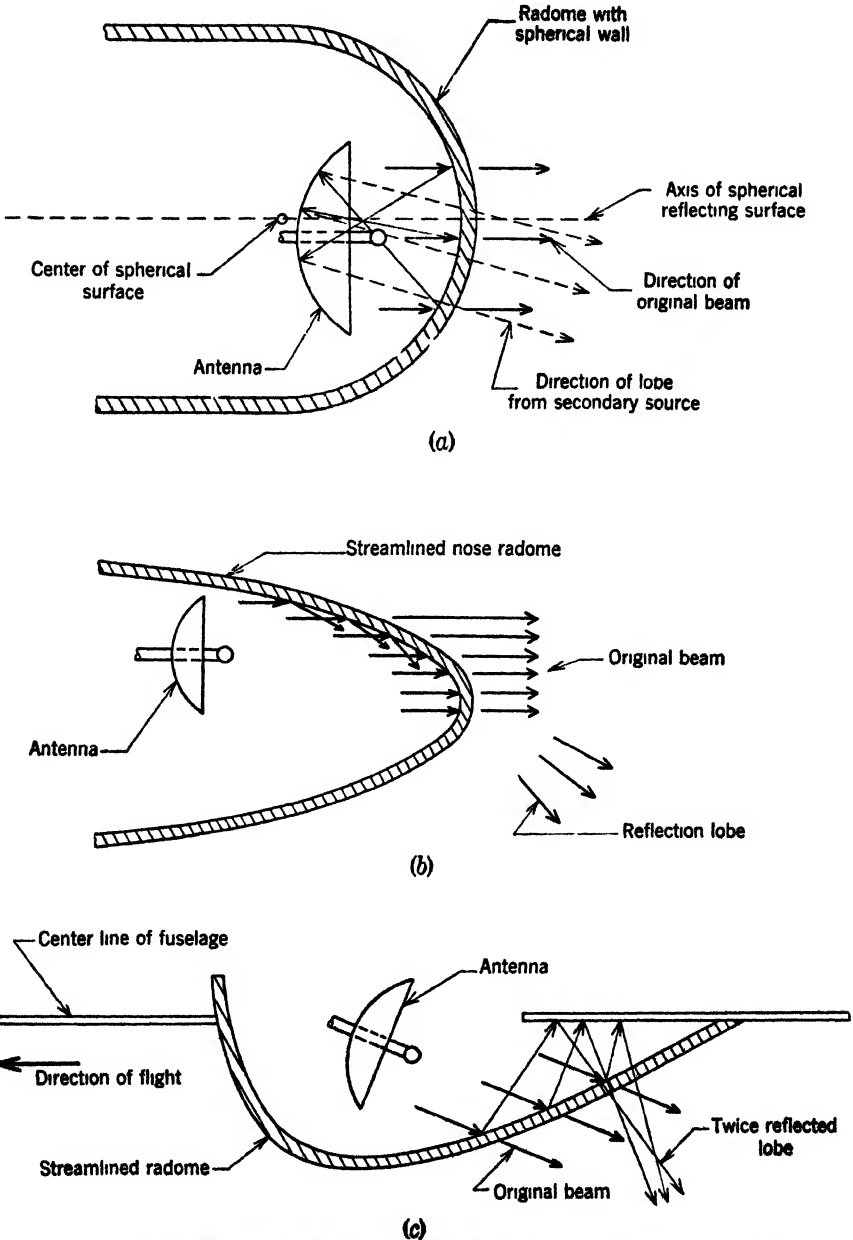 Radome with
spherical wall
Axis of spherical
reflecting surface
Center of spherical
surface
Direction of
original beam
Antenna
Direction of lobe
from secondary source
(a)
Streamlined nose radome
Original beam
Antenna
Reflection lobe
(b)
Center line of fuselage
Antenna
Direction of flight
Twice reflected
lobe
Streamlined radome
Original beam
(c)